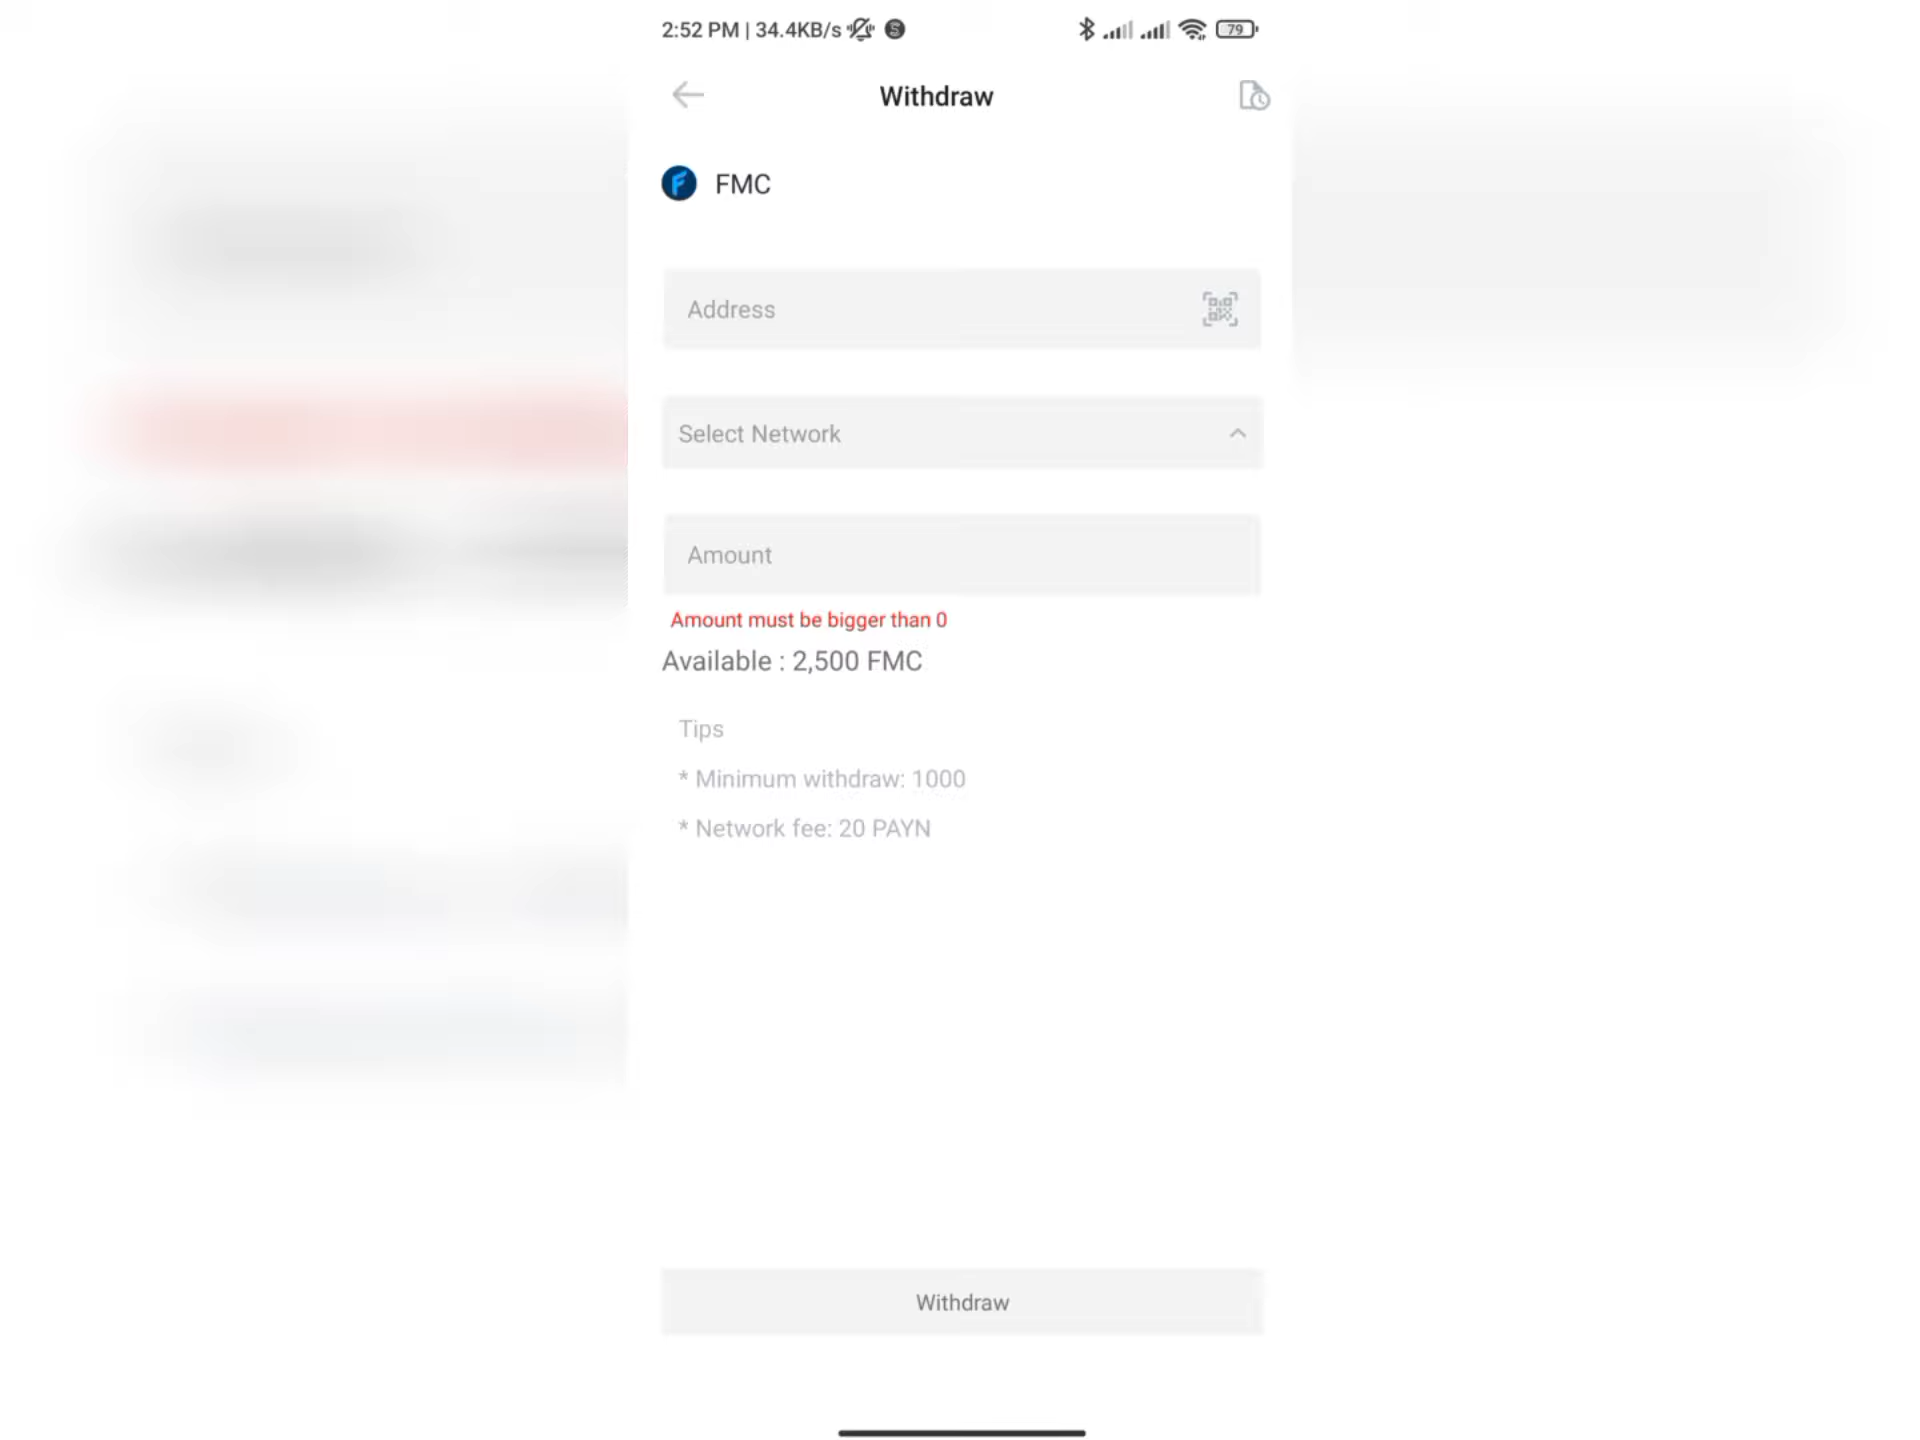 2:52 PM | 34.4KB/s
79
Withdraw
FMC
Address
Select Network
Amount
Amount must be bigger than 0
Available : 2,500 FMC
Tips
* Minimum withdraw: 1000
* Network fee: 20 PAYN
Withdraw